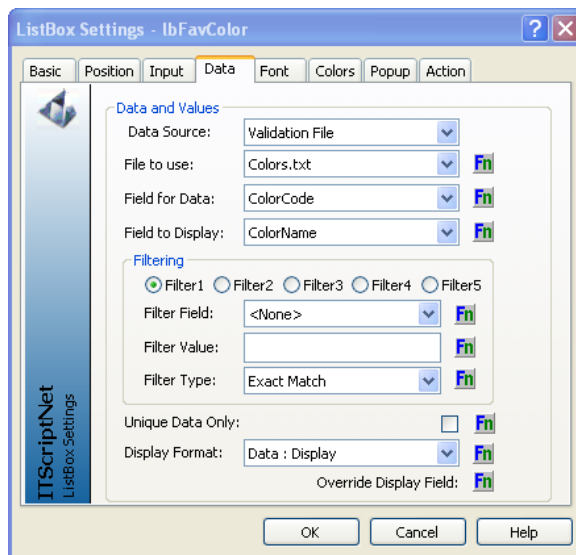 ListBox Settings - lbFavColor
Basic Position Input Data Font Colors Popup Action
Data and Values
Data Source: Validation File
File to use: Colors.txt Fn
Field for Data: ColorCode Fn
Field to Display: ColorName Fn
Filtering
Filter1 Filter2 Filter3 Filter4 Filter5
Filter Field: <None> Fn
Filter Value: Fn
Filter Type: Exact Match Fn
Unique Data Only: Fn
Display Format: Data : Display Fn
Override Display Field: Fn
ITScriptNet
ListBox Settings
OK Cancel Help